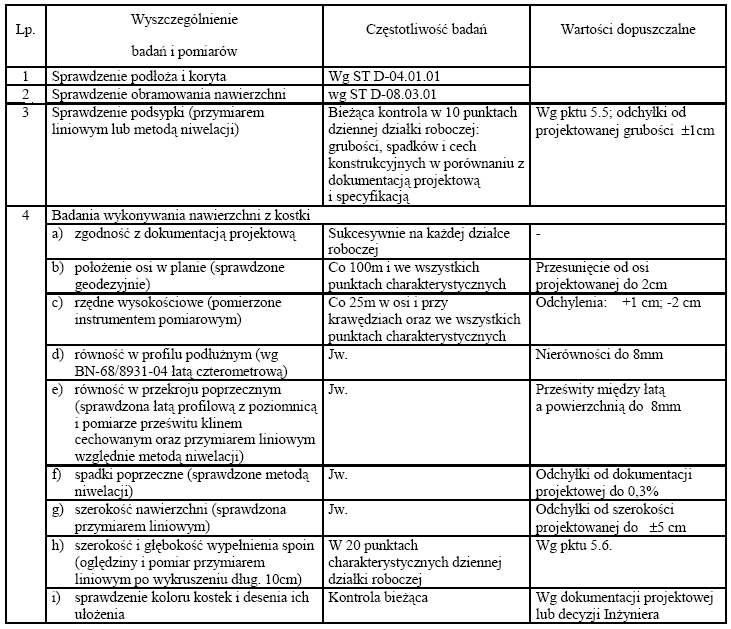 Lp.
Wyszczególnienie
badań i pomiarów
Częstotliwość badań
Wartości dopuszczalne
1
Sprawdzenie podłoża i koryta
Wg ST D-04.01.01
2
Sprawdzenie obramowania nawierzchni
wg ST D-08.03.01
3
Sprawdzenie podsypki (przymiarem
liniowym lub metodą niwelacji)
Bieżąca kontrola w 10 punktach
dziennej działki roboczej:
grubości, spadków i cech
konstrukcyjnych w porównaniu z
dokumentacją projektową
i specyfikacją
Wg pktu 5.5; odchyłki od
projektowanej grubości ±1cm
4
Badania wykonywania nawierzchni z kostki
a) zgodność z dokumentacją projektową
Sukcesywnie na każdej działce
roboczej
-
b) położenie osi w planie (sprawdzone
geodezyjnie)
Co 100m i we wszystkich
punktach charakterystycznych
Przesunięcie od osi
projektowanej do 2cm
c) rzędne wysokościowe (pomierzone
instrumentem pomiarowym)
Co 25m w osi i przy
krawędziach oraz we wszystkich
punktach charakterystycznych
Odchylenia: +1 cm; -2 cm
d) równość w profilu podłużnym (wg
BN-68/8931-04 łatą czterometrową)
Jw.
Nierówności do 8mm
e) równość w przekroju poprzecznym
(sprawdzona łatą profilową z poziomnicą
i pomiarze prześwitu klinem
cechowanym oraz przymiarem liniowym
względnie metodą niwelacji)
Jw.
Prześwity między łatą
a powierzchnią do 8mm
f) spadki poprzeczne (sprawdzone metodą
niwelacji)
Jw.
Odchyłki od dokumentacji
projektowej do 0,3%
g) szerokość nawierzchni (sprawdzona
przymiarem liniowym)
Jw.
Odchyłki od szerokości
projektowanej do ±5 cm
h) szerokość i głębokość wypełnienia spoin
(oględziny i pomiar przymiarem
liniowym po wykruszeniu dług. 10cm)
W 20 punktach
charakterystycznych dziennej
działki roboczej
Wg pktu 5.6.
i) sprawdzenie koloru kostek i desenia ich
ułożenia
Kontrola bieżąca
Wg dokumentacji projektowej
lub decyzji Inżyniera